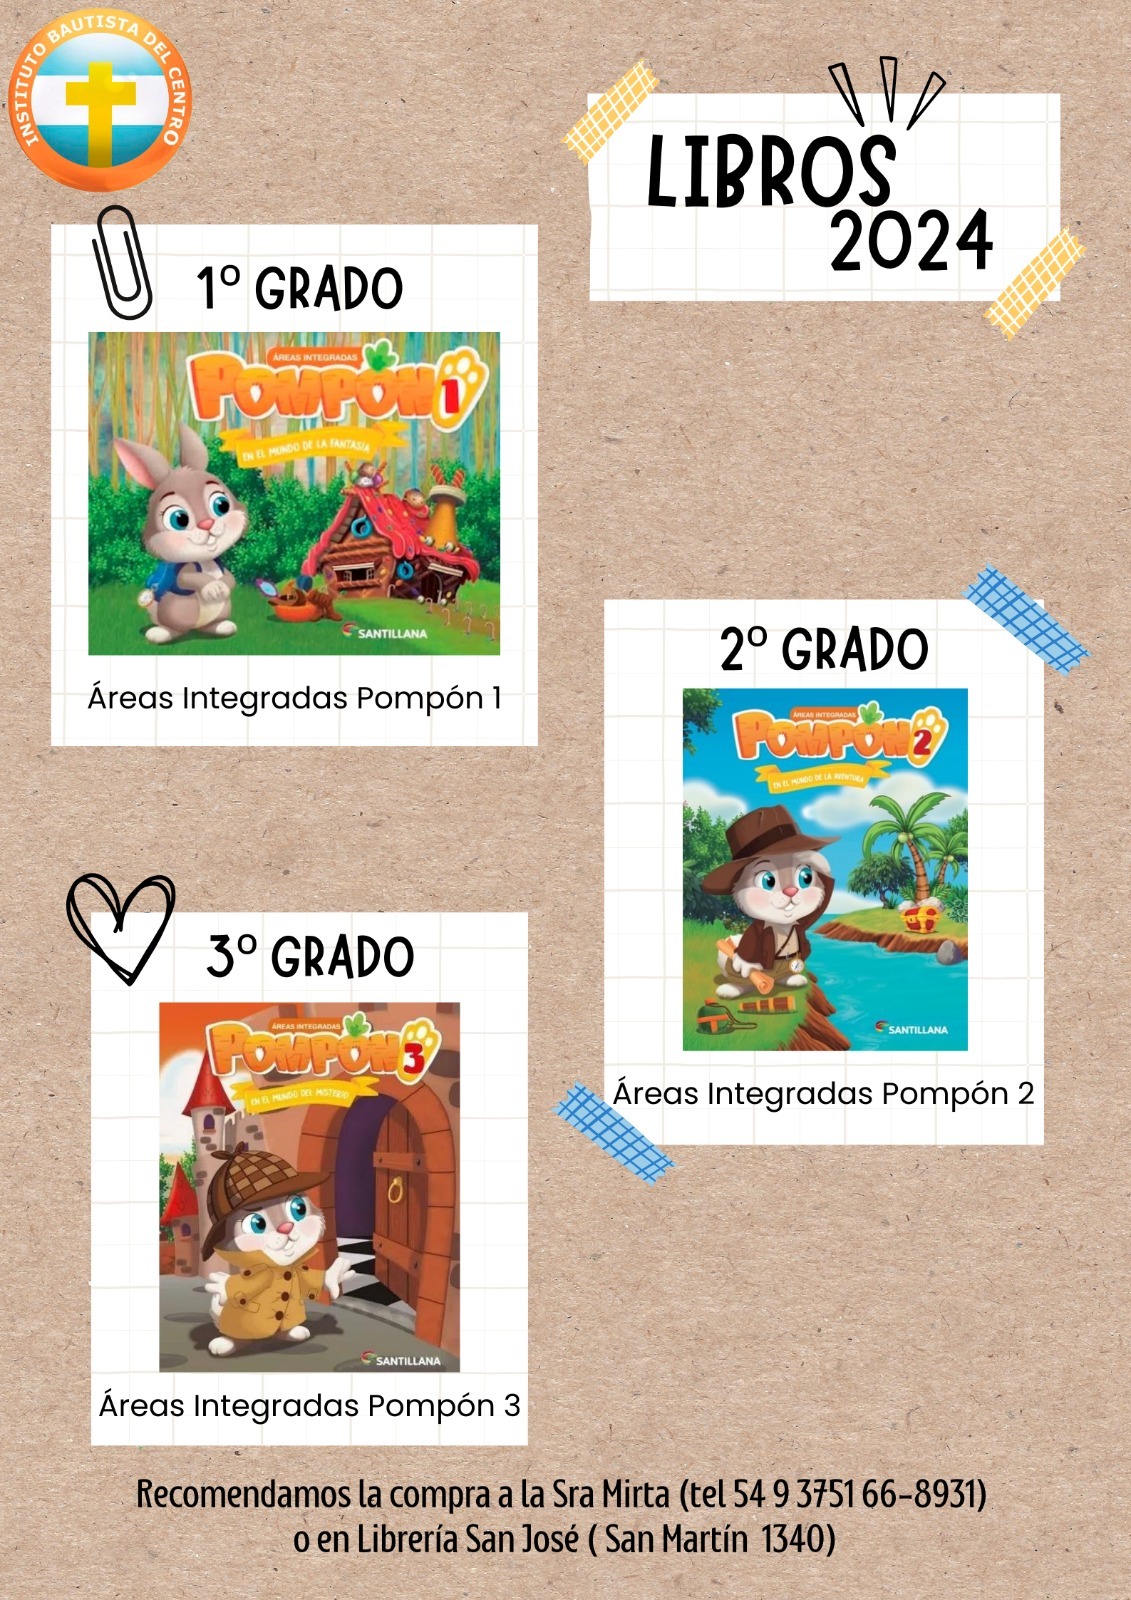 INSTITUTO BAUTISTA DEL CENTRO
LIBROS
2024
1º GRADO
ÁREAS INTEGRADAS
POMPÓN 1
EN EL MUNDO DE LA FANTASÍA
SANTILLANA
Áreas Integradas Pompón 1
2º GRADO
ÁREAS INTEGRADAS
POMPÓN 2
EN EL MUNDO DE LA AVENTURA
SANTILLANA
Áreas Integradas Pompón 2
3º GRADO
ÁREAS INTEGRADAS
POMPÓN 3
EN EL MUNDO DEL MISTERIO
SANTILLANA
Áreas Integradas Pompón 3
Recomendamos la compra a la Sra Mirta (tel 54 9 3751 66-8931)
o en Librería San José ( San Martín 1340)